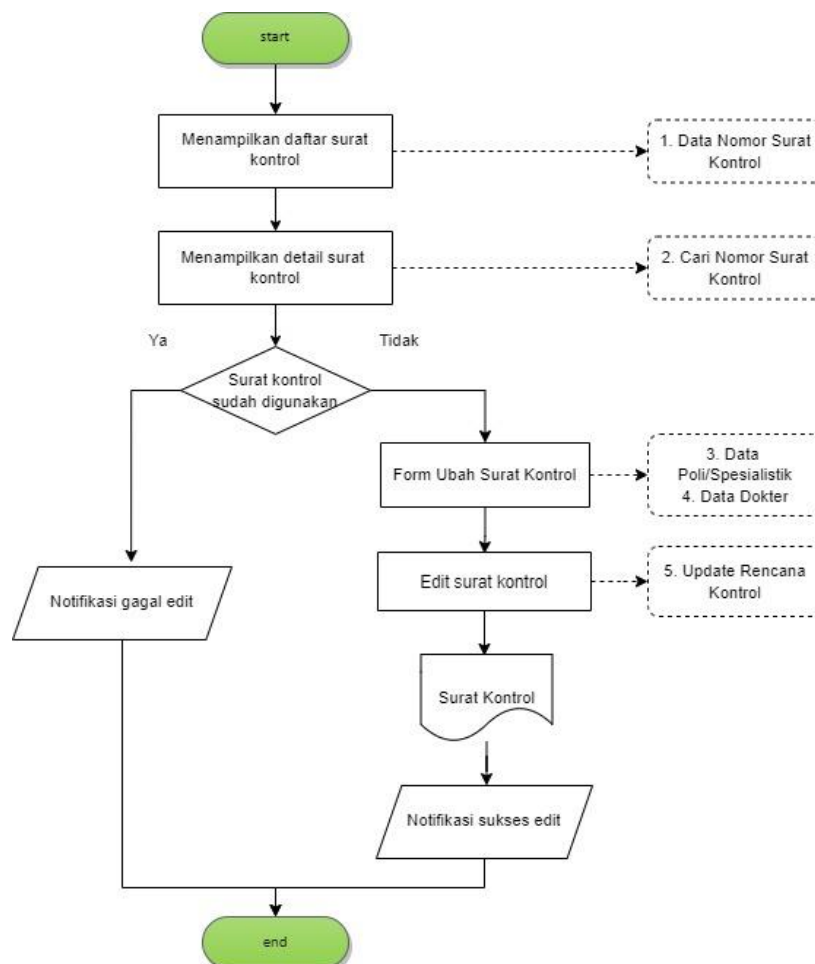 start
Menampilkan daftar surat
kontrol
1. Data Nomor Surat
Kontrol
Menampilkan detail surat
kontrol
2. Cari Nomor Surat
Kontrol
Ya
Tidak
Surat kontrol
sudah digunakan
Form Ubah Surat Kontrol
3. Data
Poli/Spesialistik
4. Data Dokter
Edit surat kontrol
5. Update Rencana
Kontrol
Notifikasi gagal edit
Surat Kontrol
Notifikasi sukses edit
end